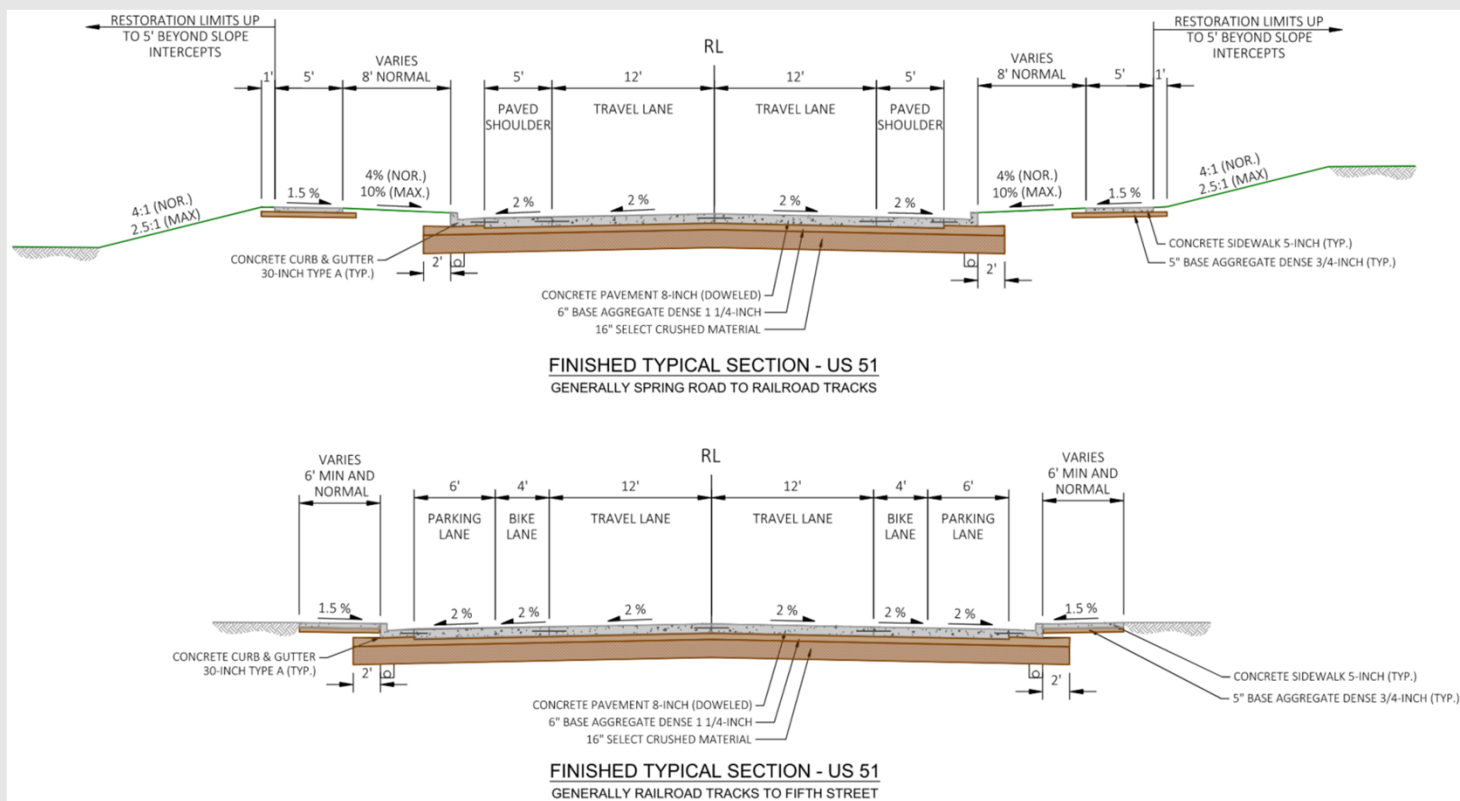 RESTORATION LIMITS UP
TO 5' BEYOND SLOPE
INTERCEPTS
RL
RESTORATION LIMITS UP
TO 5' BEYOND SLOPE
INTERCEPTS
1'
5'
VARIES
8' NORMAL
5'
12'
12'
5'
VARIES
8' NORMAL
5'
1'
PAVED
SHOULDER
TRAVEL LANE
TRAVEL LANE
PAVED
SHOULDER
4:1 (NOR.)
2.5:1 (MAX)
1.5 %
4% (NOR.)
10% (MAX.)
2 %
2 %
2 %
2 %
4% (NOR.)
10% (MAX.)
1.5 %
4:1 (NOR.)
2.5:1 (MAX)
CONCRETE CURB & GUTTER
30-INCH TYPE A (TYP.)
2'
2'
CONCRETE SIDEWALK 5-INCH (TYP.)
5" BASE AGGREGATE DENSE 3/4-INCH (TYP.)
CONCRETE PAVEMENT 8-INCH (DOWELED)
6" BASE AGGREGATE DENSE 1 1/4-INCH
16" SELECT CRUSHED MATERIAL
FINISHED TYPICAL SECTION - US 51
GENERALLY SPRING ROAD TO RAILROAD TRACKS
RL
VARIES
6' MIN AND
NORMAL
6'
4'
12'
12'
4'
6'
VARIES
6' MIN AND
NORMAL
PARKING
LANE
BIKE
LANE
TRAVEL LANE
TRAVEL LANE
BIKE
LANE
PARKING
LANE
1.5 %
2 %
2 %
2 %
2 %
2 %
2 %
1.5 %
CONCRETE CURB & GUTTER
30-INCH TYPE A (TYP.)
2'
2'
CONCRETE SIDEWALK 5-INCH (TYP.)
5" BASE AGGREGATE DENSE 3/4-INCH (TYP.)
CONCRETE PAVEMENT 8-INCH (DOWELED)
6" BASE AGGREGATE DENSE 1 1/4-INCH
16" SELECT CRUSHED MATERIAL
FINISHED TYPICAL SECTION - US 51
GENERALLY RAILROAD TRACKS TO FIFTH STREET